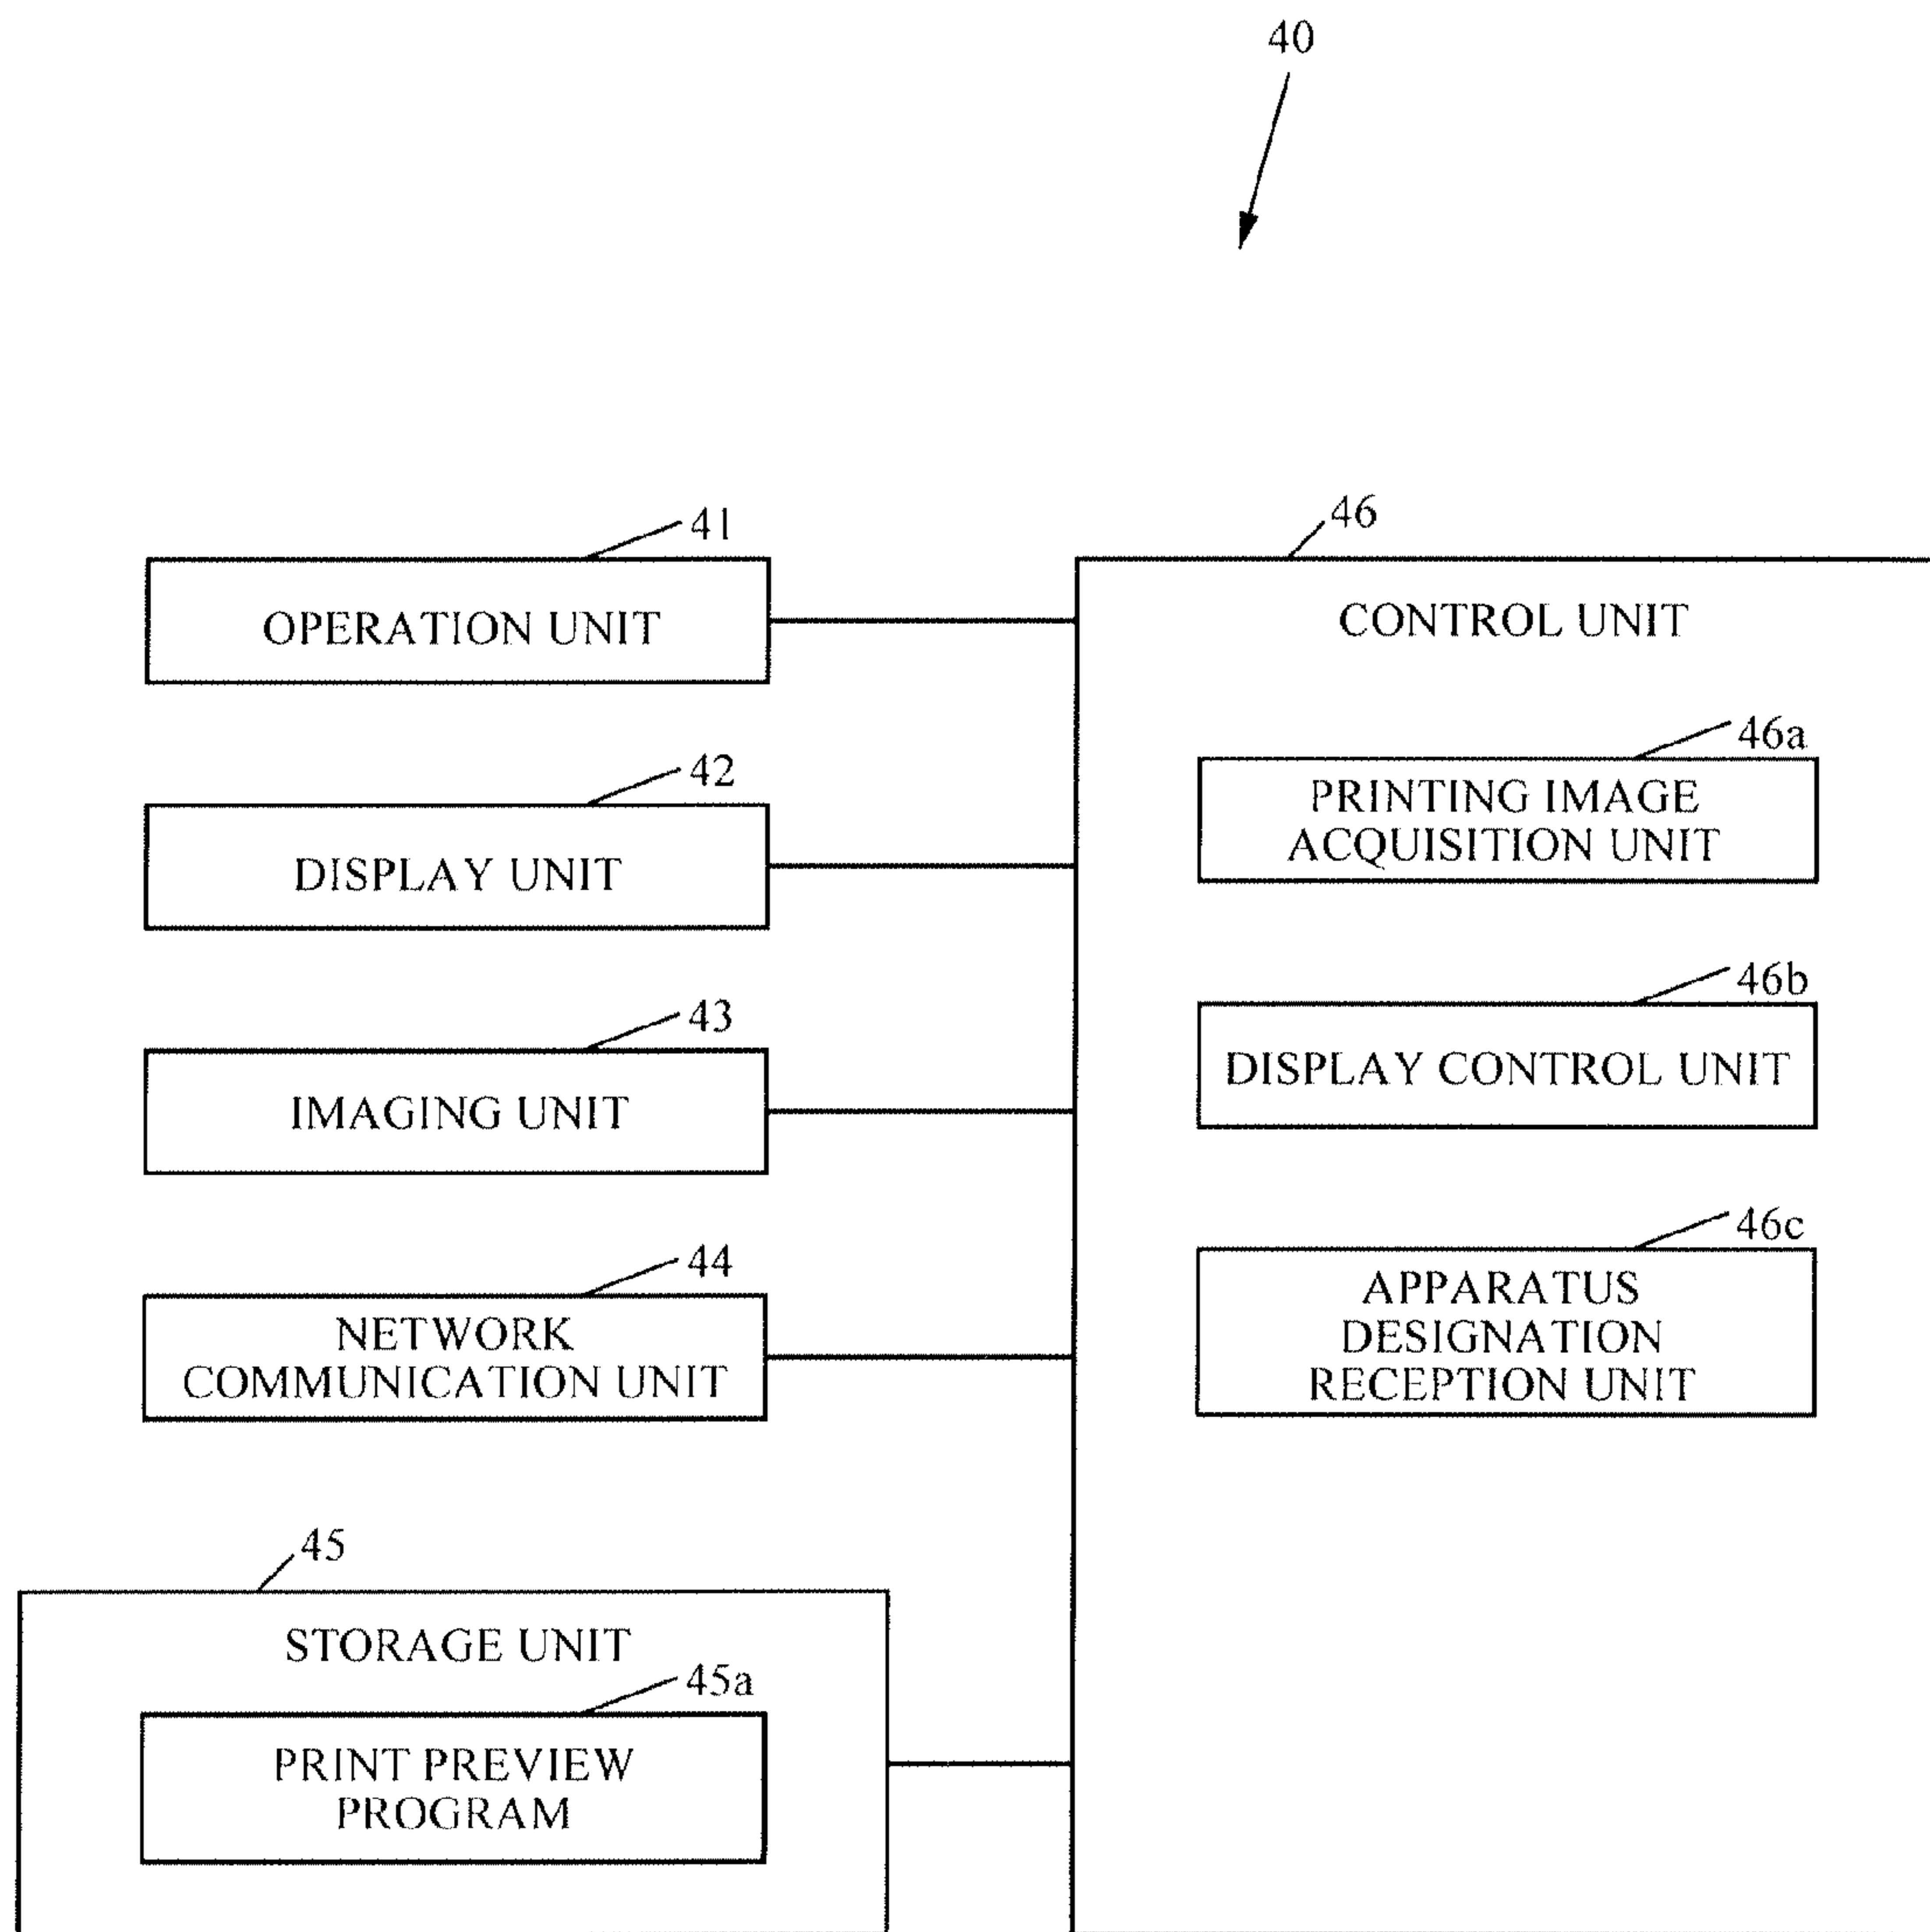 40
41
OPERATION UNIT
42
DISPLAY UNIT
43
IMAGING UNIT
44
NETWORK
COMMUNICATION UNIT
45
STORAGE UNIT
45a
PRINT PREVIEW
PROGRAM
46
CONTROL UNIT
46a
PRINTING IMAGE
ACQUISITION UNIT
46b
DISPLAY CONTROL UNIT
46c
APPARATUS
DESIGNATION
RECEPTION UNIT